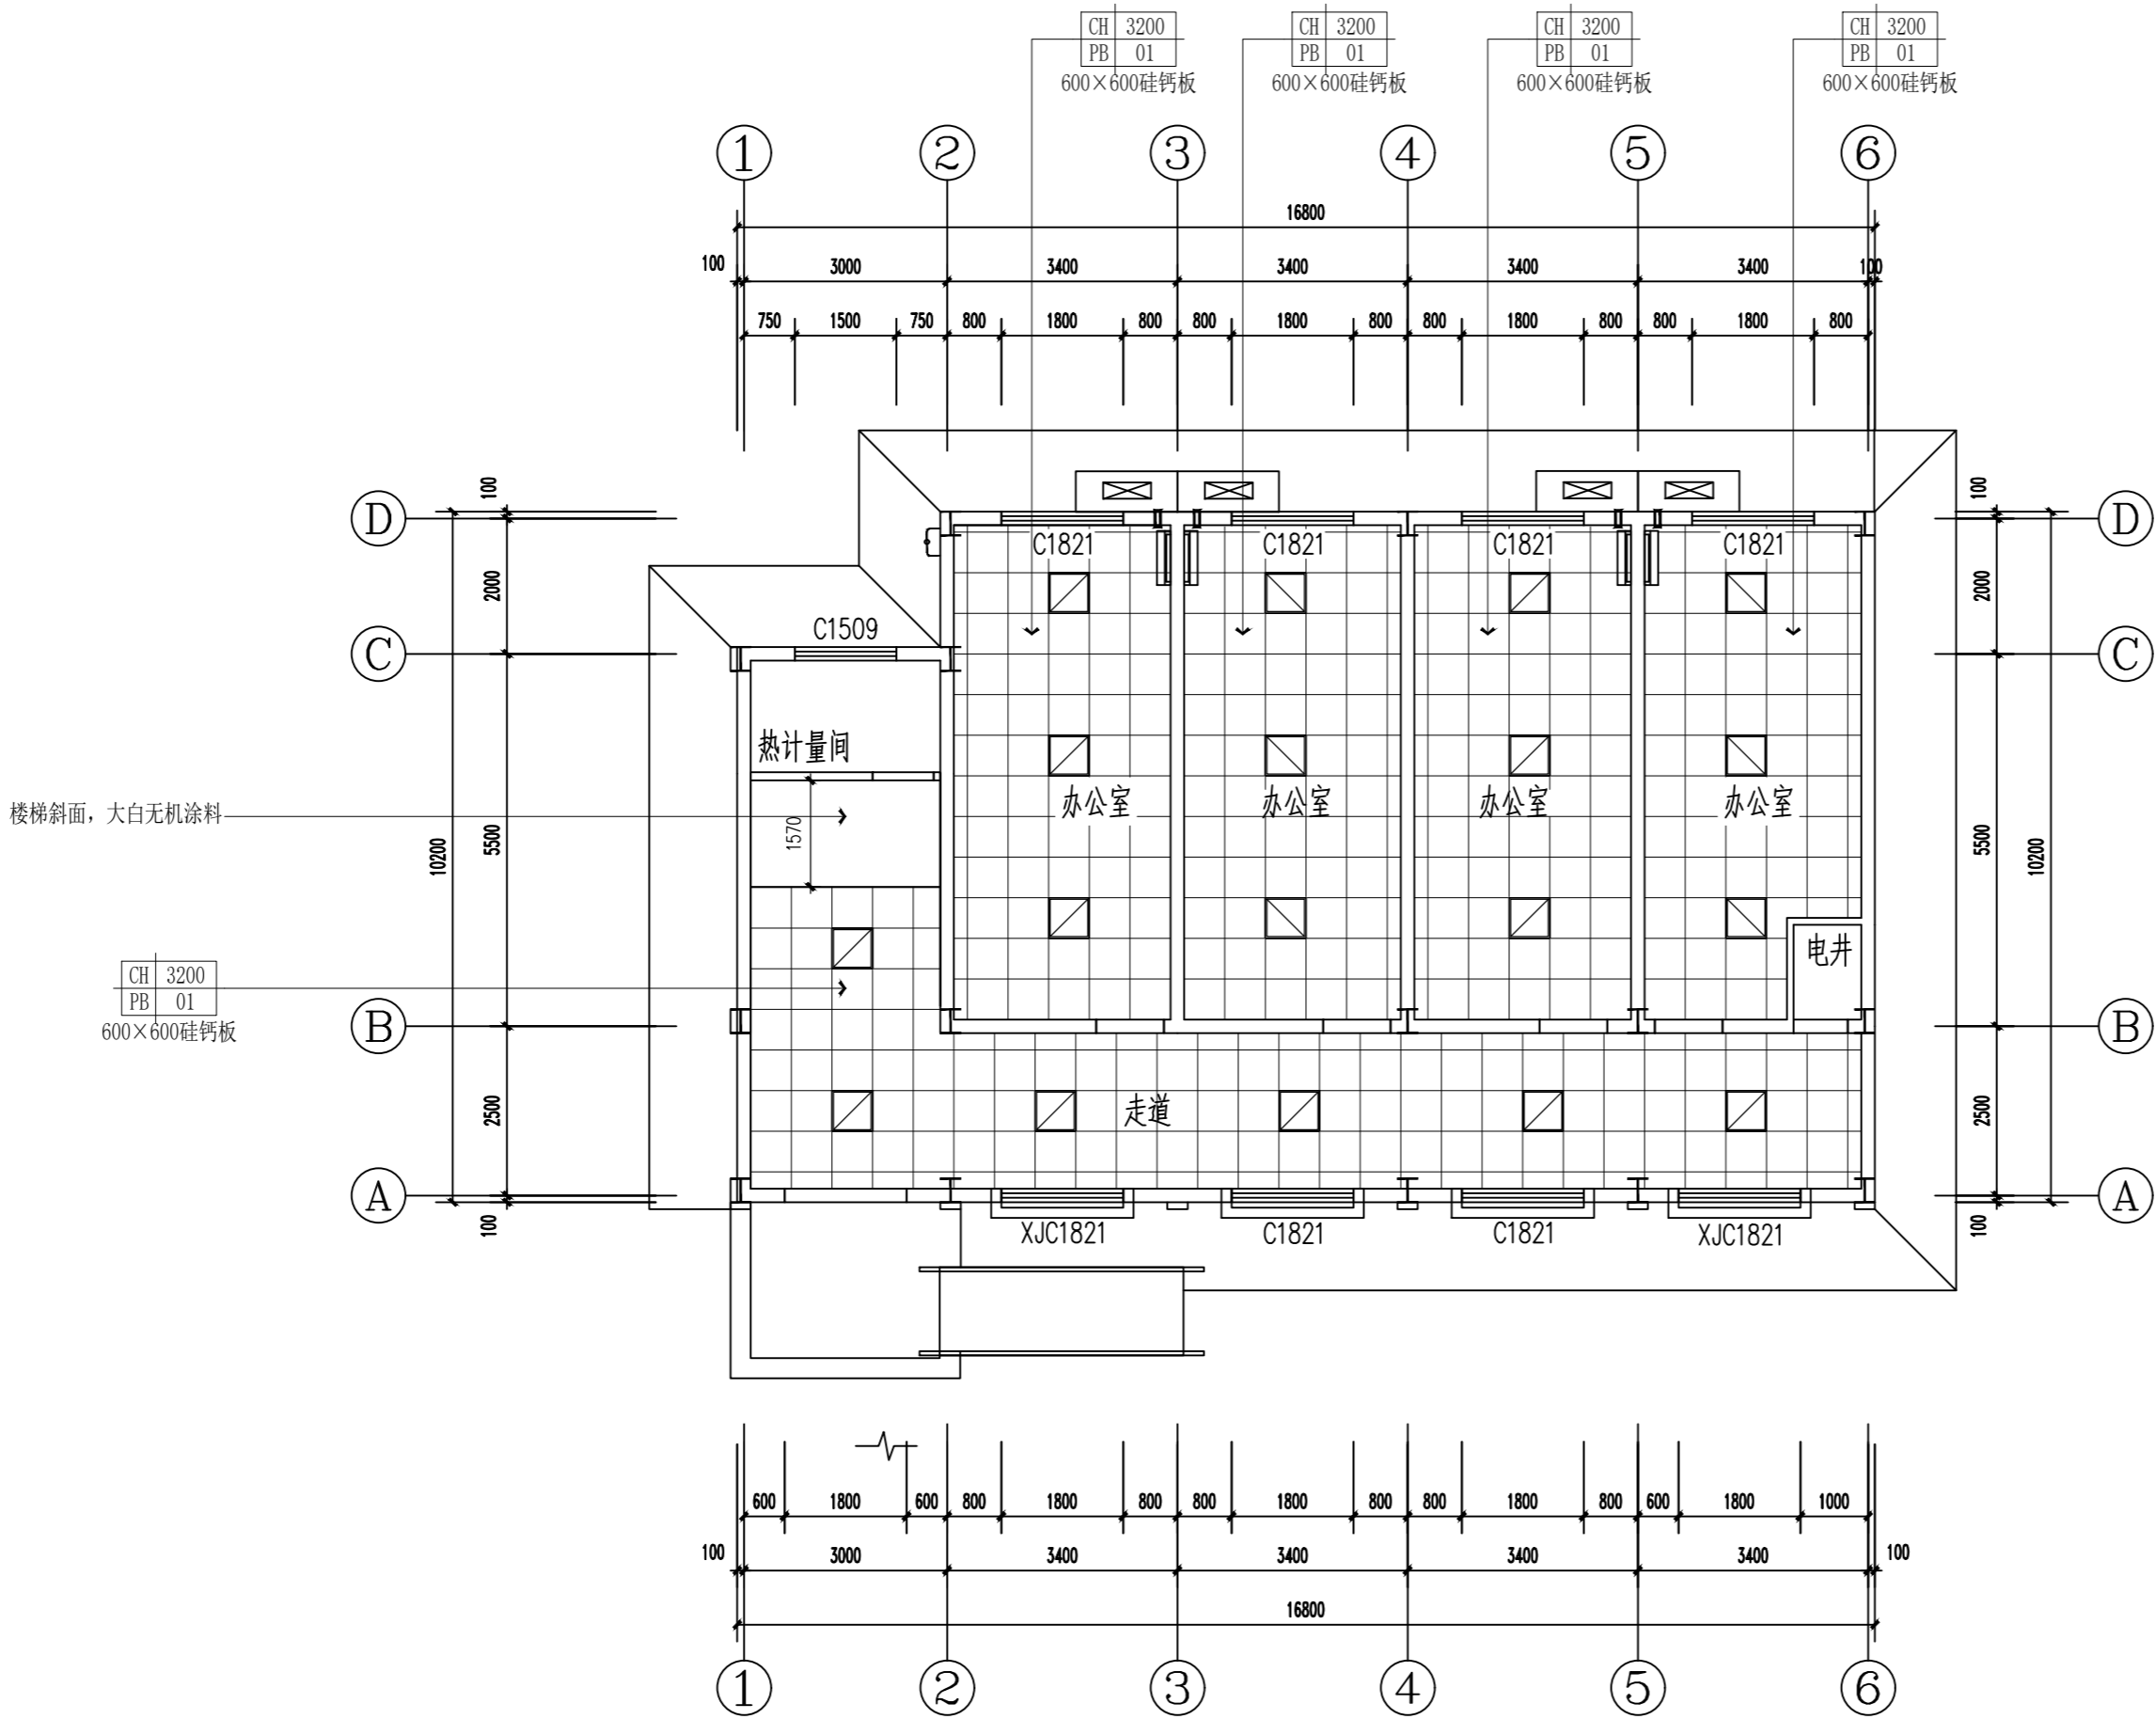 CH 3200 CH 3200 CH 3200 CH 3200
PB 01 PB 01 PB 01 PB 01
600×600硅钙板 600×600硅钙板 600×600硅钙板 600×600硅钙板
1 2 3 4 5 6
16800
100 3000 3400 3400 3400 3400 100
750 1500 750 800 1800 800 800 1800 800 800 1800 800 800 1800 800
100 100
D D
C1821 C1821 C1821 C1821
2000 2000
C1509
C C
热计量间
楼梯斜面，大白无机涂料
办公室 办公室 办公室 办公室
1570
10200 5500 5500 10200
电井
CH 3200
PB 01
600×600硅钙板
B B
2500 走道 2500
A A
100 100
XJC1821 C1821 C1821 XJC1821
600 1800 600 800 1800 800 800 1800 800 800 1800 800 600 1800 1000
100 3000 3400 3400 3400 3400 100
16800
1 2 3 4 5 6